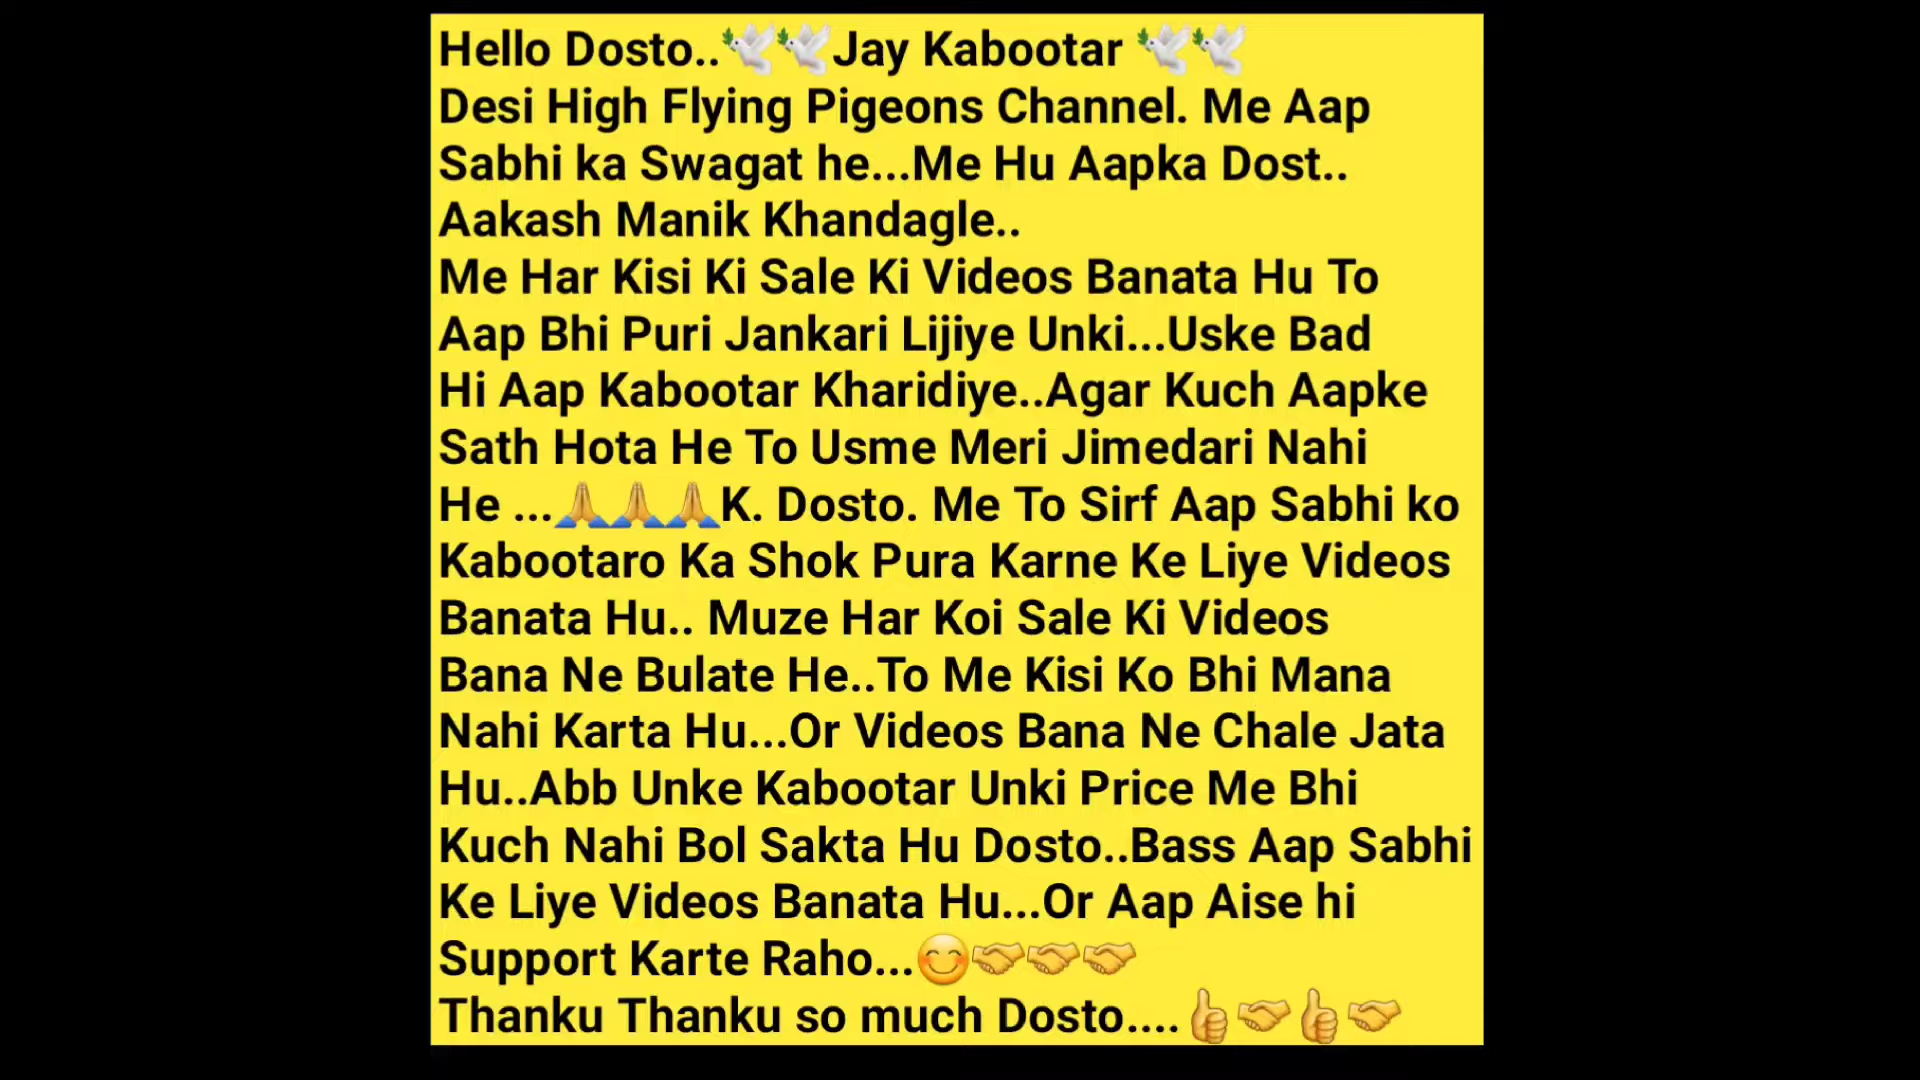 Hello Dosto..🕊️🕊️Jay Kabootar 🕊️🕊️
Desi High Flying Pigeons Channel. Me Aap
Sabhi ka Swagat he...Me Hu Aapka Dost..
Aakash Manik Khandagle..
Me Har Kisi Ki Sale Ki Videos Banata Hu To
Aap Bhi Puri Jankari Lijiye Unki...Uske Bad
Hi Aap Kabootar Kharidiye..Agar Kuch Aapke
Sath Hota He To Usme Meri Jimedari Nahi
He ...🙏🙏🙏K. Dosto. Me To Sirf Aap Sabhi ko
Kabootaro Ka Shok Pura Karne Ke Liye Videos
Banata Hu.. Muze Har Koi Sale Ki Videos
Bana Ne Bulate He..To Me Kisi Ko Bhi Mana
Nahi Karta Hu...Or Videos Bana Ne Chale Jata
Hu..Abb Unke Kabootar Unki Price Me Bhi
Kuch Nahi Bol Sakta Hu Dosto..Bass Aap Sabhi
Ke Liye Videos Banata Hu...Or Aap Aise hi
Support Karte Raho...😊🤝🤝🤝
Thanku Thanku so much Dosto....👍🤝👍🤝